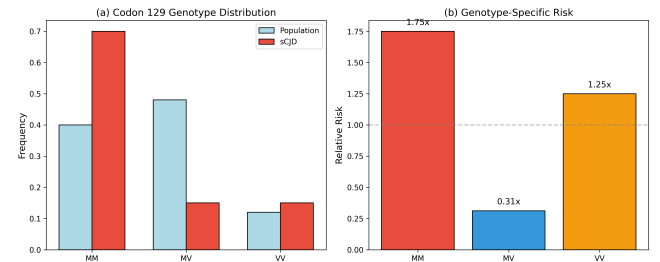 (a) Codon 129 Genotype Distribution
Population
sCJD
Frequency
0.7
0.6
0.5
0.4
0.3
0.2
0.1
0.0
MM
MV
VV
(b) Genotype-Specific Risk
Relative Risk
1.75
1.50
1.25
1.00
0.75
0.50
0.25
0.00
1.75x
0.31x
1.25x
MM
MV
VV